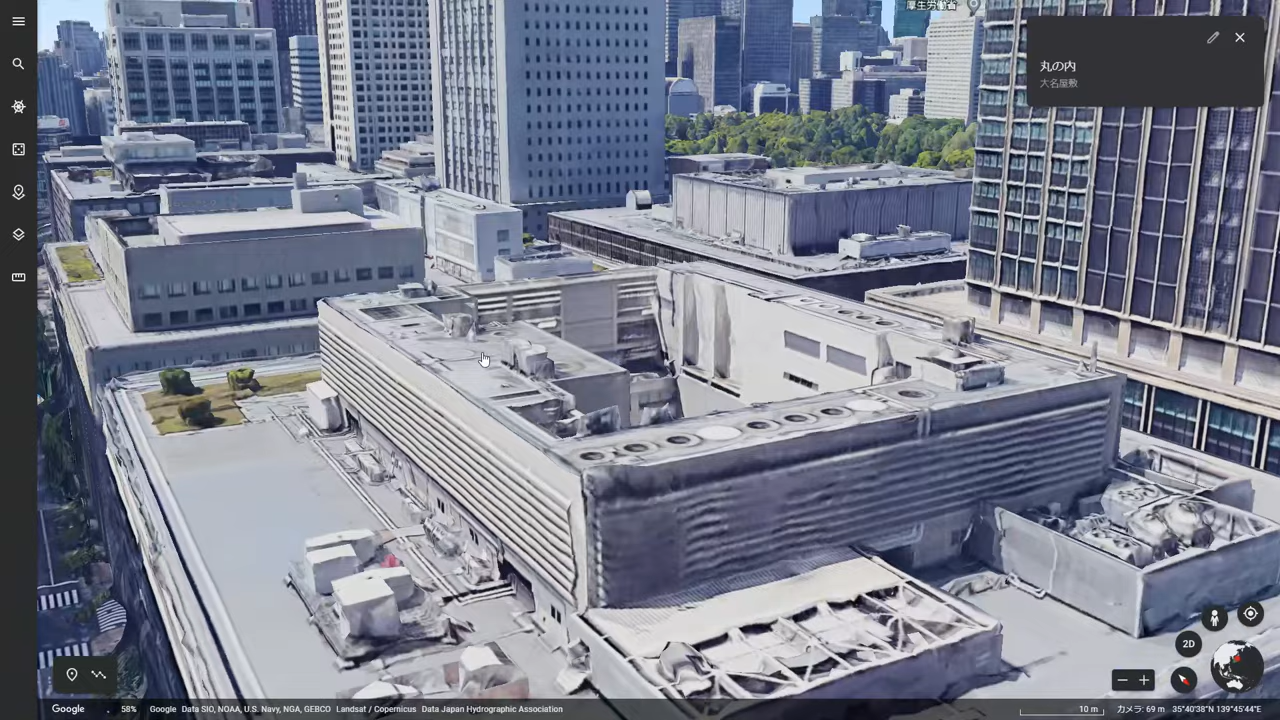 厚生労働省
丸の内
大名屋敷
2D
Google
58%
Google Data SIO, NOAA, U.S. Navy, NGA, GEBCO Landsat / Copernicus Data Japan Hydrographic Association
10 m
カメラ: 69 m 35°40'38"N 139°45'44"E